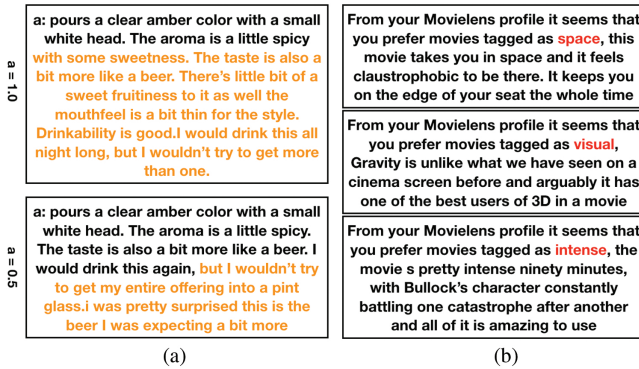 a = 1.0
a: pours a clear amber color with a small
white head. The aroma is a little spicy
with some sweetness. The taste is also a
bit more like a beer. There's little bit of a
sweet fruitiness to it as well the
mouthfeel is a bit thin for the style.
Drinkability is good.I would drink this all
night long, but I wouldn't try to get more
than one.
a = 0.5
a: pours a clear amber color with a small
white head. The aroma is a little spicy.
The taste is also a bit more like a beer. I
would drink this again, but I wouldn't try
to get my entire offering into a pint
glass.i was pretty surprised this is the
beer I was expecting a bit more
(a)
From your Movielens profile it seems that
you prefer movies tagged as space, this
movie takes you in space and it feels
claustrophobic to be there. It keeps you
on the edge of your seat the whole time
From your Movielens profile it seems that
you prefer movies tagged as visual,
Gravity is unlike what we have seen on a
cinema screen before and arguably it has
one of the best users of 3D in a movie
From your Movielens profile it seems that
you prefer movies tagged as intense, the
movie s pretty intense ninety minutes,
with Bullock's character constantly
battling one catastrophe after another
and all of it is amazing to use
(b)